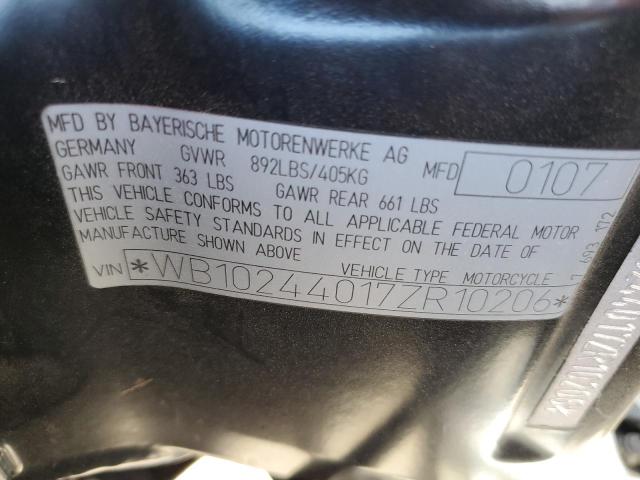 MFD BY BAYERISCHE MOTORENWERKE AG
GERMANY GVWR 892LBS/405KG MFD 0107
GAWR FRONT 363 LBS GAWR REAR 661 LBS
THIS VEHICLE CONFORMS TO ALL APPLICABLE FEDERAL MOTOR
VEHICLE SAFETY STANDARDS IN EFFECT ON THE DATE OF
MANUFACTURE SHOWN ABOVE
VEHICLE TYPE MOTORCYCLE
VIN *WB10244017ZR10206*